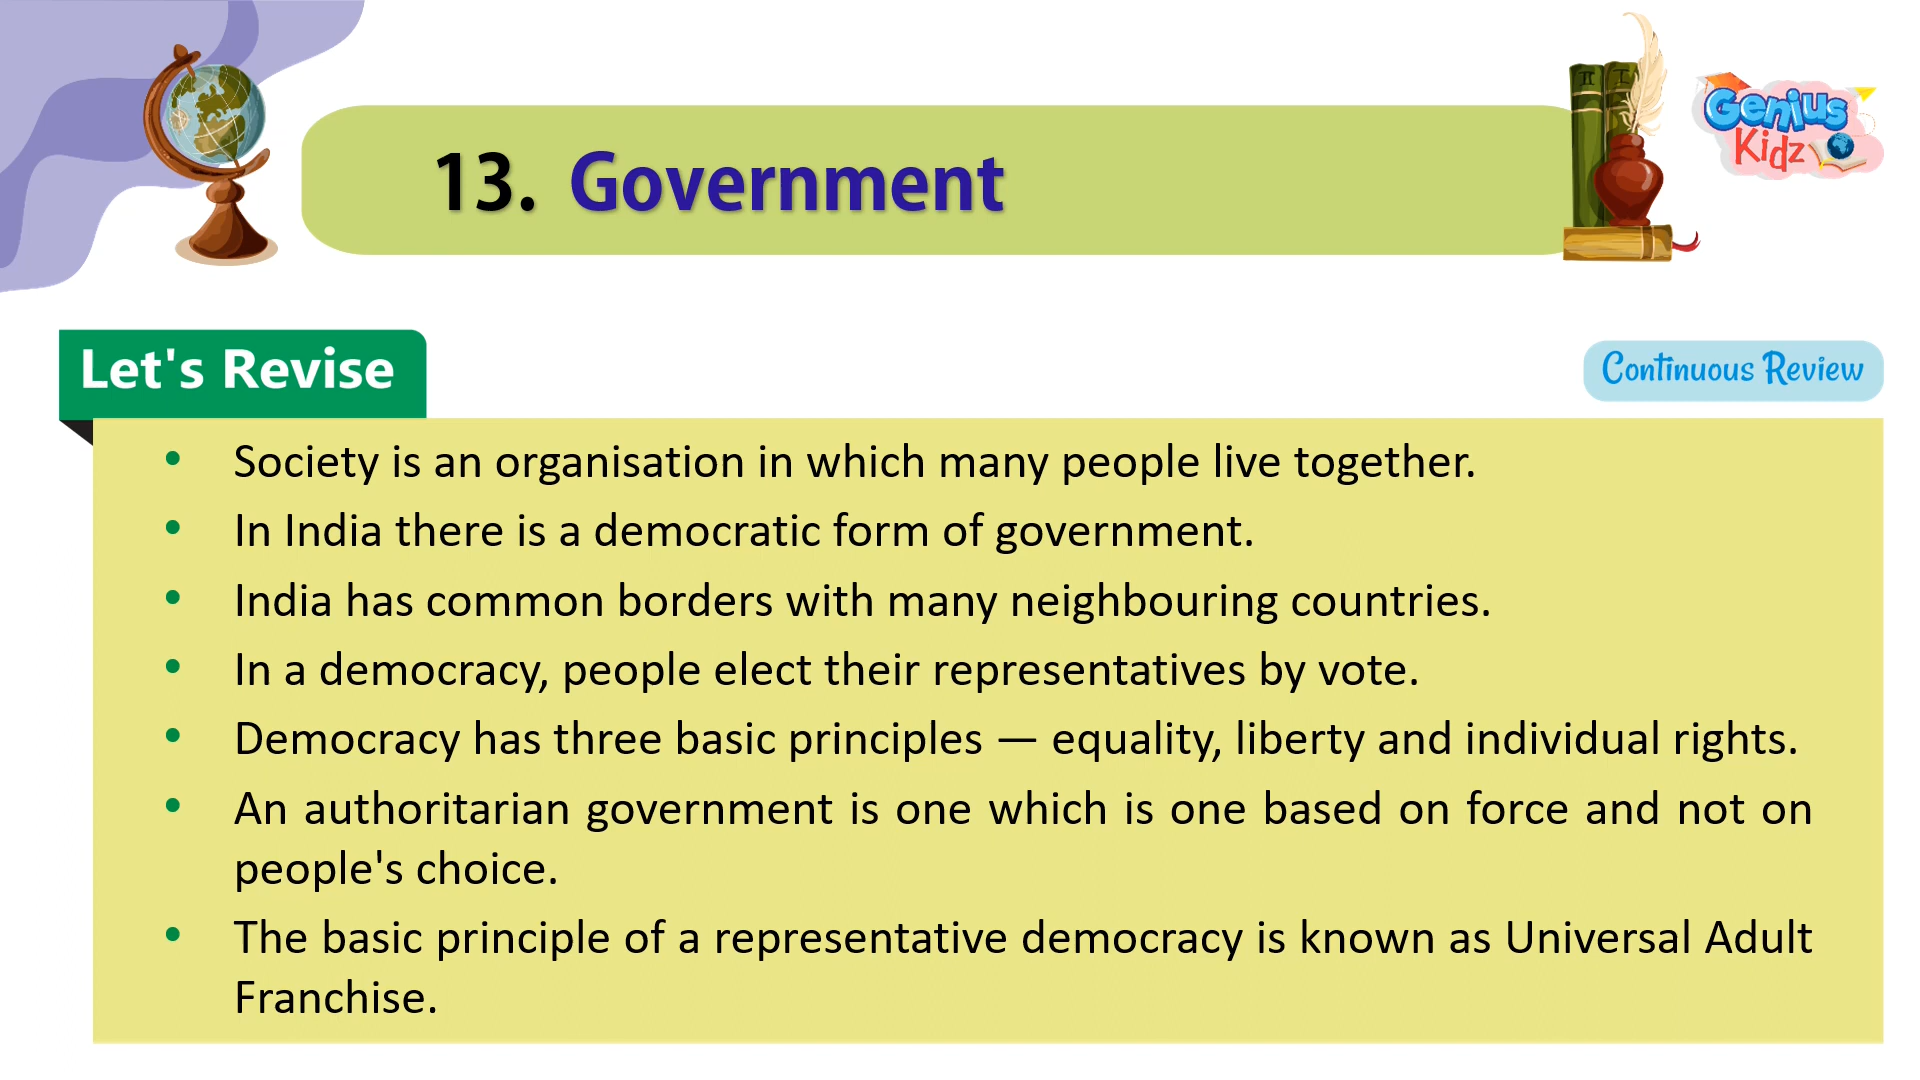 13. Government
Genius
Kidz
Let's Revise
Continuous Review
• Society is an organisation in which many people live together.
• In India there is a democratic form of government.
• India has common borders with many neighbouring countries.
• In a democracy, people elect their representatives by vote.
• Democracy has three basic principles — equality, liberty and individual rights.
• An authoritarian government is one which is one based on force and not on
people's choice.
• The basic principle of a representative democracy is known as Universal Adult
Franchise.